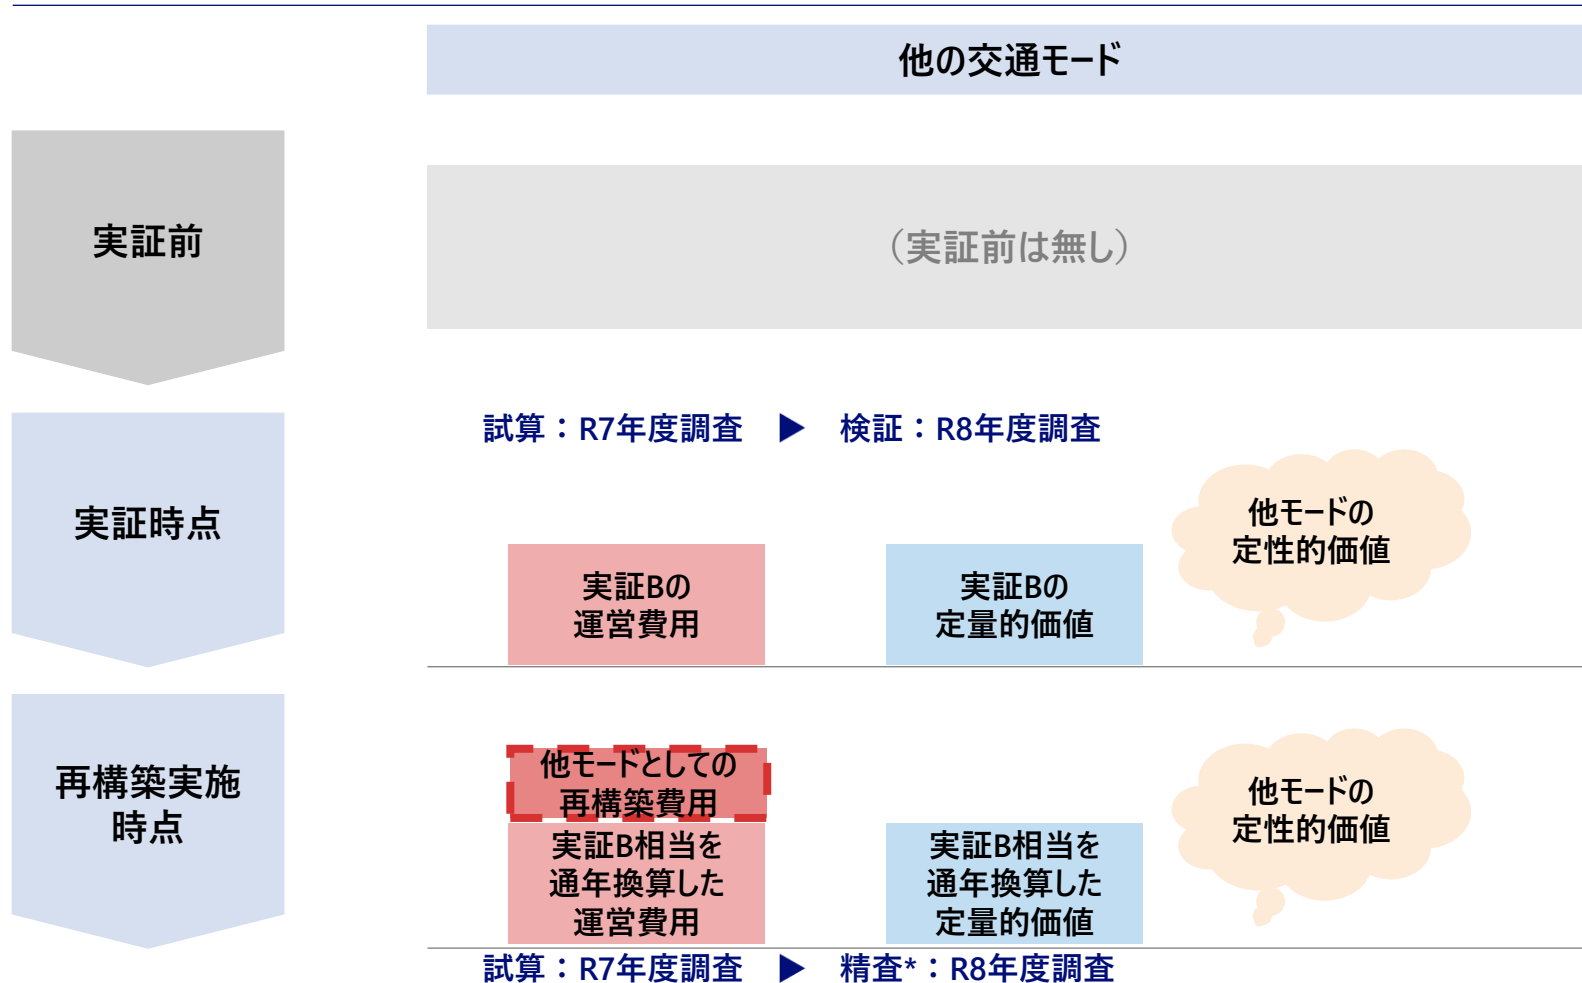 他の交通モード
実証前
（実証前は無し）
試算：R7年度調査 ▶ 検証：R8年度調査
実証時点
実証Bの
運営費用
実証Bの
定量的価値
他モードの
定性的価値
再構築実施
時点
他モードとしての
再構築費用
実証B相当を
通年換算した
運営費用
実証B相当を
通年換算した
定量的価値
他モードの
定性的価値
試算：R7年度調査 ▶ 精査*：R8年度調査